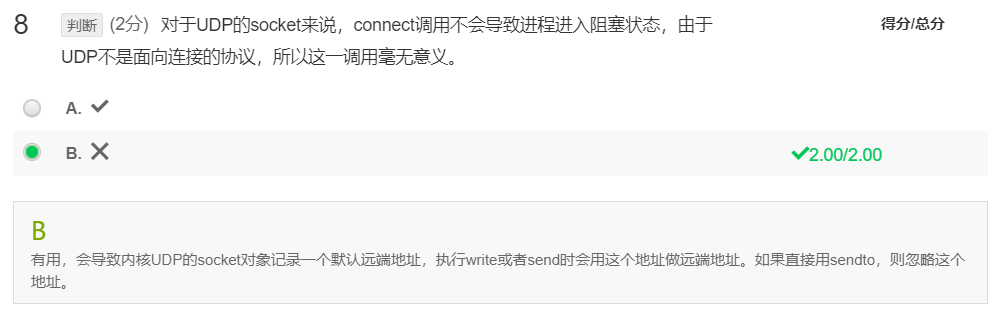 8 判断 (2分) 对于UDP的socket来说，connect调用不会导致进程进入阻塞状态，由于 得分/总分
UDP不是面向连接的协议，所以这一调用毫无意义。
A. ✔
B. ✖ ✔2.00/2.00
B
有用，会导致内核UDP的socket对象记录一个默认远端地址，执行write或者send时会用这个地址做远端地址。如果直接用sendto，则忽略这个
地址。